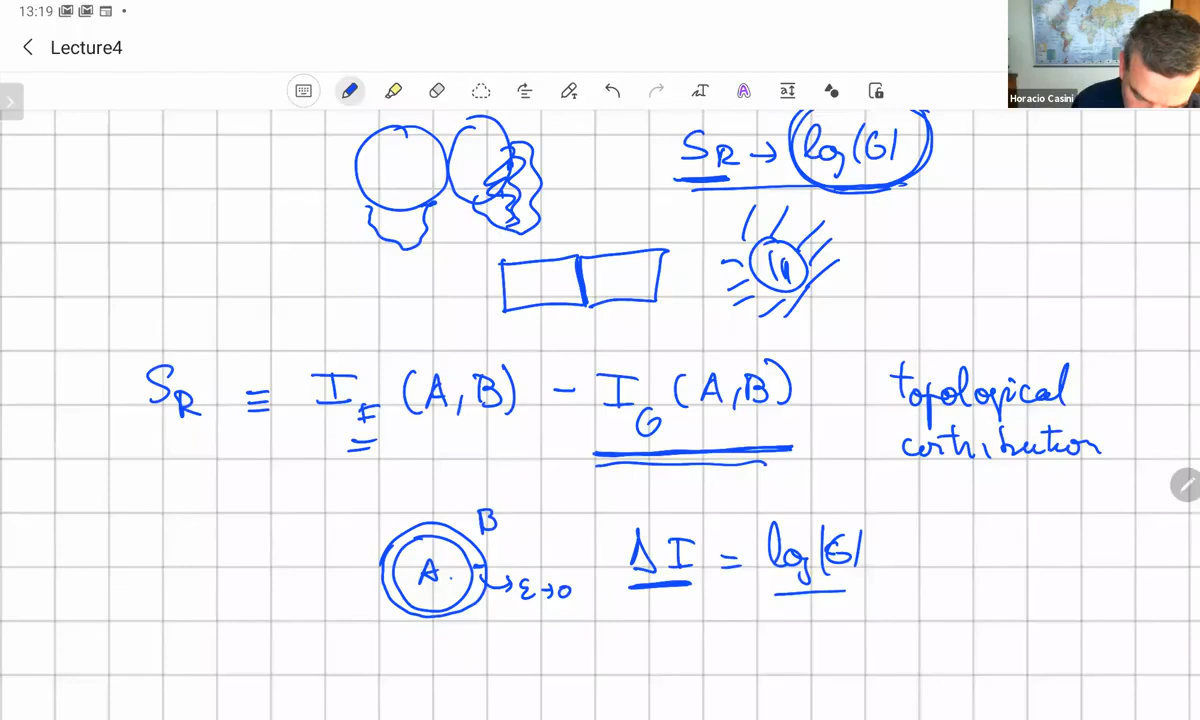 13:19
Lecture4
Horacio Casini
S_R → log|G|
S_R ≡ I_F (A,B) - I_G (A,B)
topological
contribution
B
A
ε→0
ΔI = log|G|